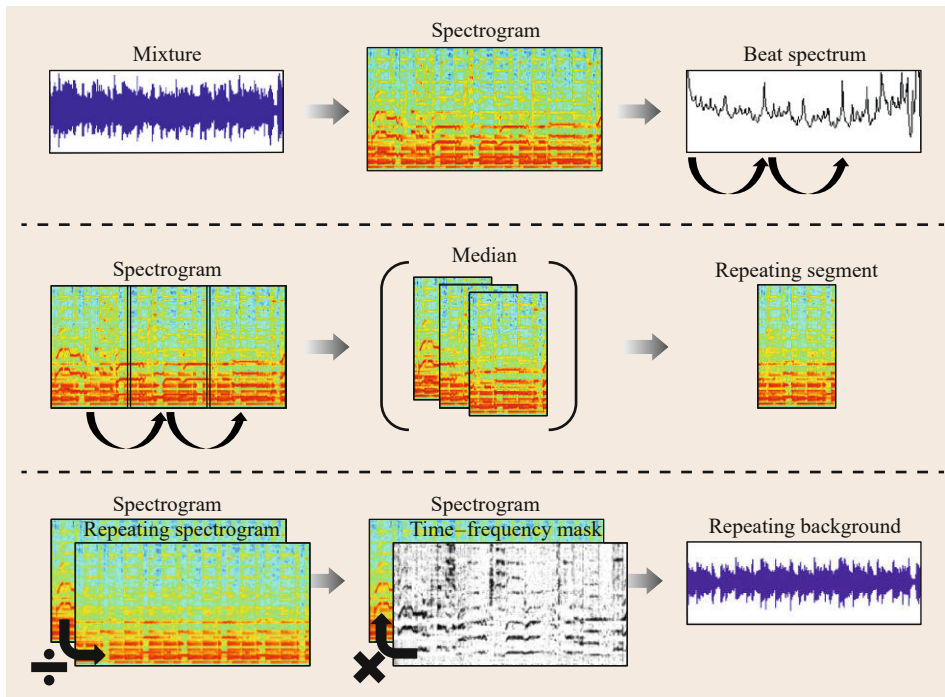 Mixture
Spectrogram
Beat spectrum
Spectrogram
Median
Repeating segment
Spectrogram
Repeating spectrogram
Spectrogram
Time–frequency mask
Repeating background